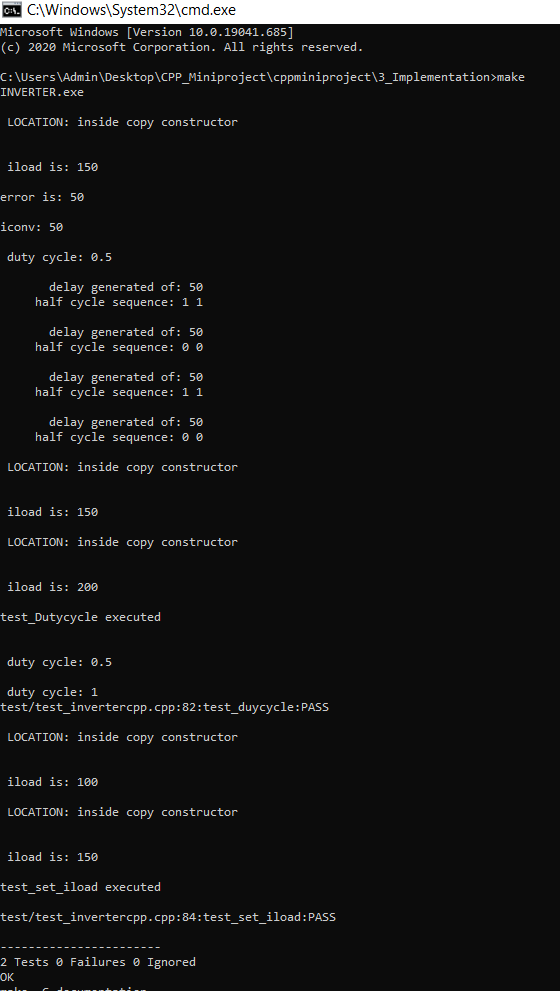 C:\Windows\System32\cmd.exe
Microsoft Windows [Version 10.0.19041.685]
(c) 2020 Microsoft Corporation. All rights reserved.
C:\Users\Admin\Desktop\CPP_Miniproject\cppminiproject\3_Implementation>make
INVERTER.exe
LOCATION: inside copy constructor
iload is: 150
error is: 50
iconv: 50
duty cycle: 0.5
delay generated of: 50
half cycle sequence: 1 1
delay generated of: 50
half cycle sequence: 0 0
delay generated of: 50
half cycle sequence: 1 1
delay generated of: 50
half cycle sequence: 0 0
LOCATION: inside copy constructor
iload is: 150
LOCATION: inside copy constructor
iload is: 200
test_Dutycycle executed
duty cycle: 0.5
duty cycle: 1
test/test_invertercpp.cpp:82:test_duycycle:PASS
LOCATION: inside copy constructor
iload is: 100
LOCATION: inside copy constructor
iload is: 150
test_set_iload executed
test/test_invertercpp.cpp:84:test_set_iload:PASS
-----------------------
2 Tests 0 Failures 0 Ignored
OK